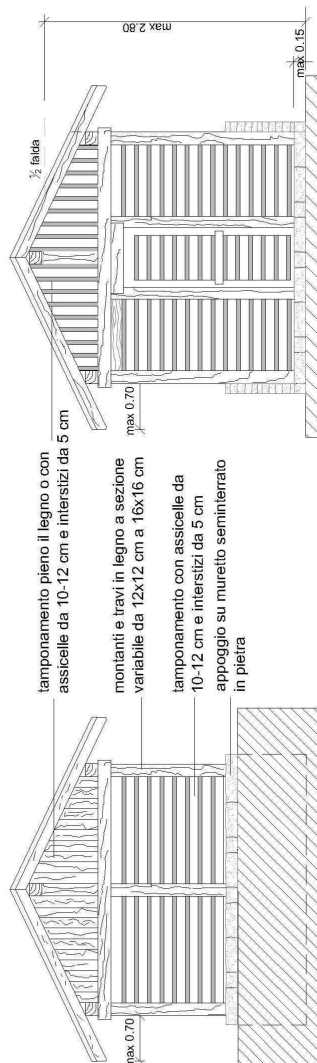 tamponamento pieno il legno o con
assicelle da 10-12 cm e interstizi da 5 cm
montanti e travi in legno a sezione
variabile da 12x12 cm a 16x16 cm
tamponamento con assicelle da
10-12 cm e interstizi da 5 cm
appoggio su muretto seminterrato
in pietra
max 0.70
max 0.70
½ falda
max 2.80
max 0.15